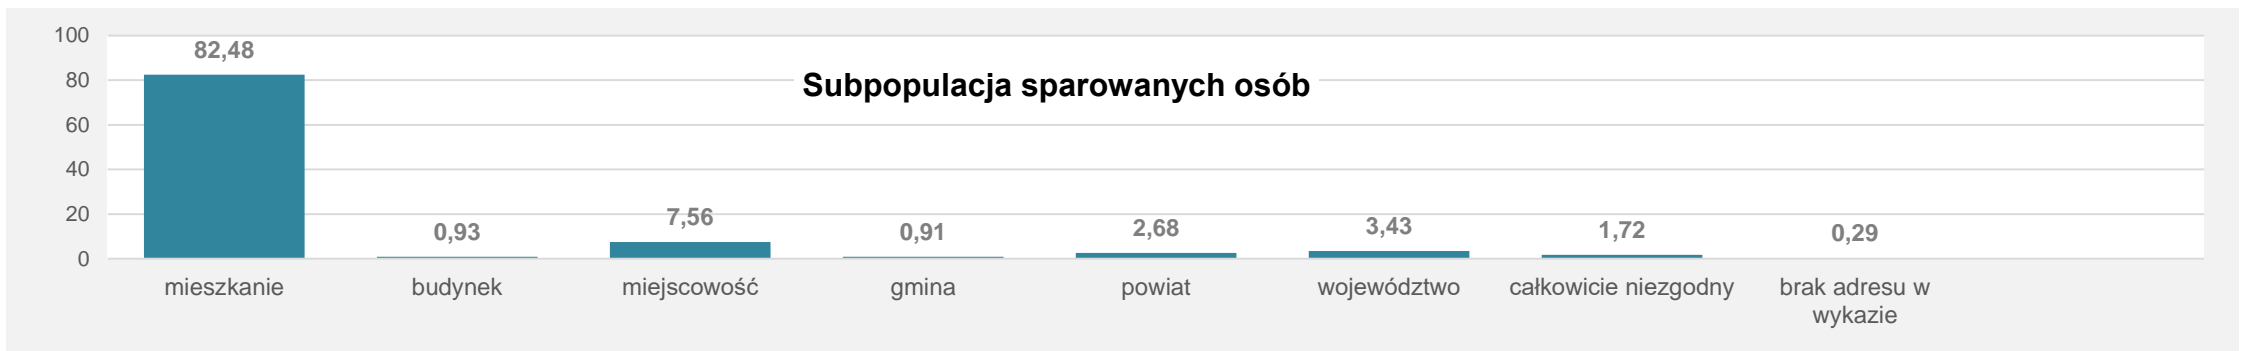 Subpopulacja sparowanych osób
100
80
60
40
20
0
82,48
0,93
7,56
0,91
2,68
3,43
1,72
0,29
mieszkanie
budynek
miejscowość
gmina
powiat
województwo
całkowicie niezgodny
brak adresu w
wykazie